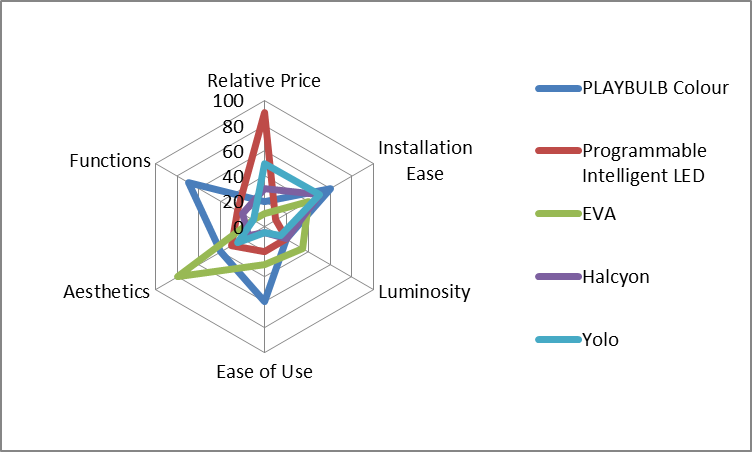 Relative Price
100
80
60
40
20
0
Installation
Ease
Luminosity
Ease of Use
Aesthetics
Functions
PLAYBULB Colour
Programmable
Intelligent LED
EVA
Halcyon
Yolo